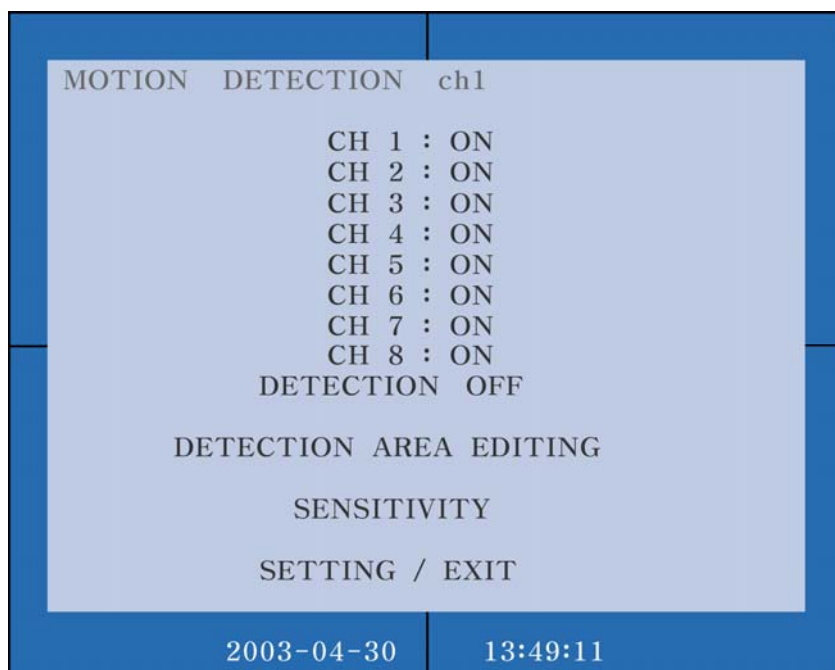 MOTION DETECTION ch1
CH 1 : ON
CH 2 : ON
CH 3 : ON
CH 4 : ON
CH 5 : ON
CH 6 : ON
CH 7 : ON
CH 8 : ON
DETECTION OFF
DETECTION AREA EDITING
SENSITIVITY
SETTING / EXIT
2003-04-30 13:49:11